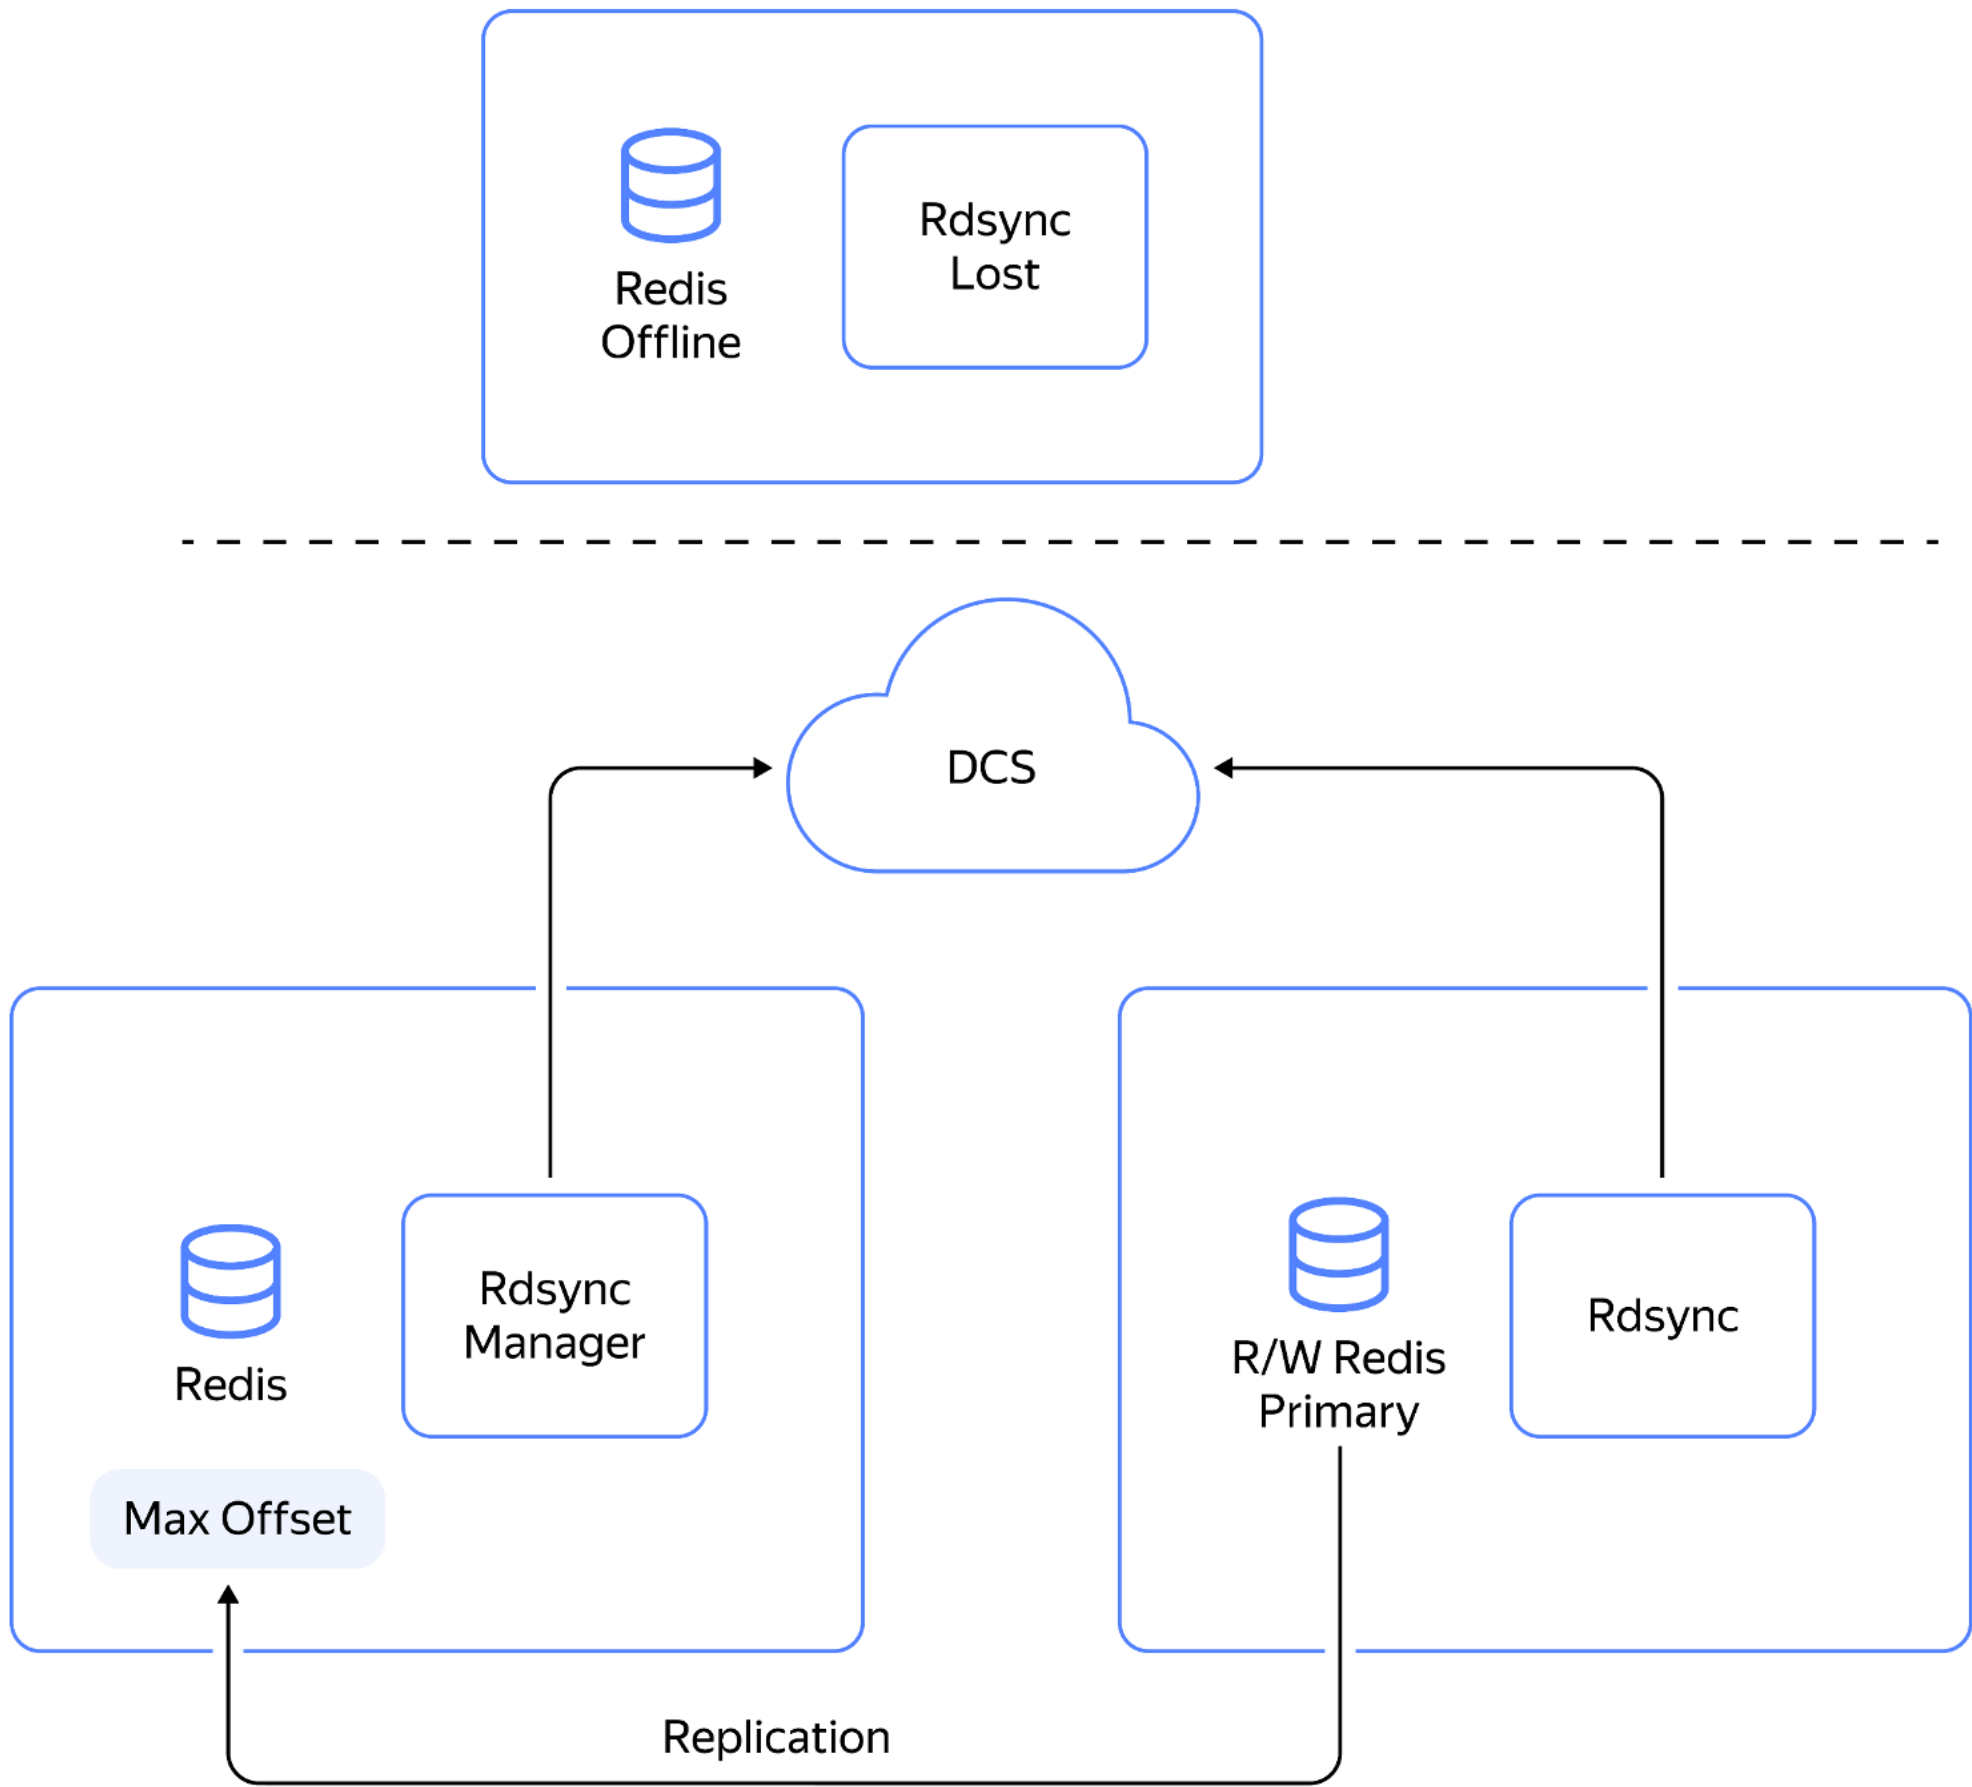 Redis
Offline
Rdsync
Lost
DCS
Redis
Rdsync
Manager
Max Offset
R/W Redis
Primary
Rdsync
Replication